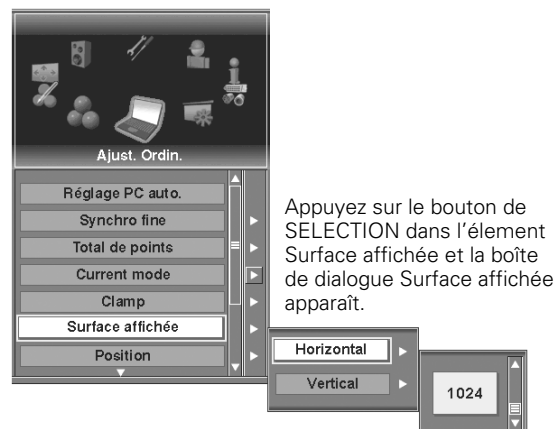 Ajust. Ordin.
Réglage PC auto.
Synchro fine
Total de points
Current mode
Clamp
Surface affichée
Position
Appuyez sur le bouton de
SELECTION dans l'élement
Surface affichée et la boîte
de dialogue Surface affichée
apparaît.
Horizontal
Vertical
1024